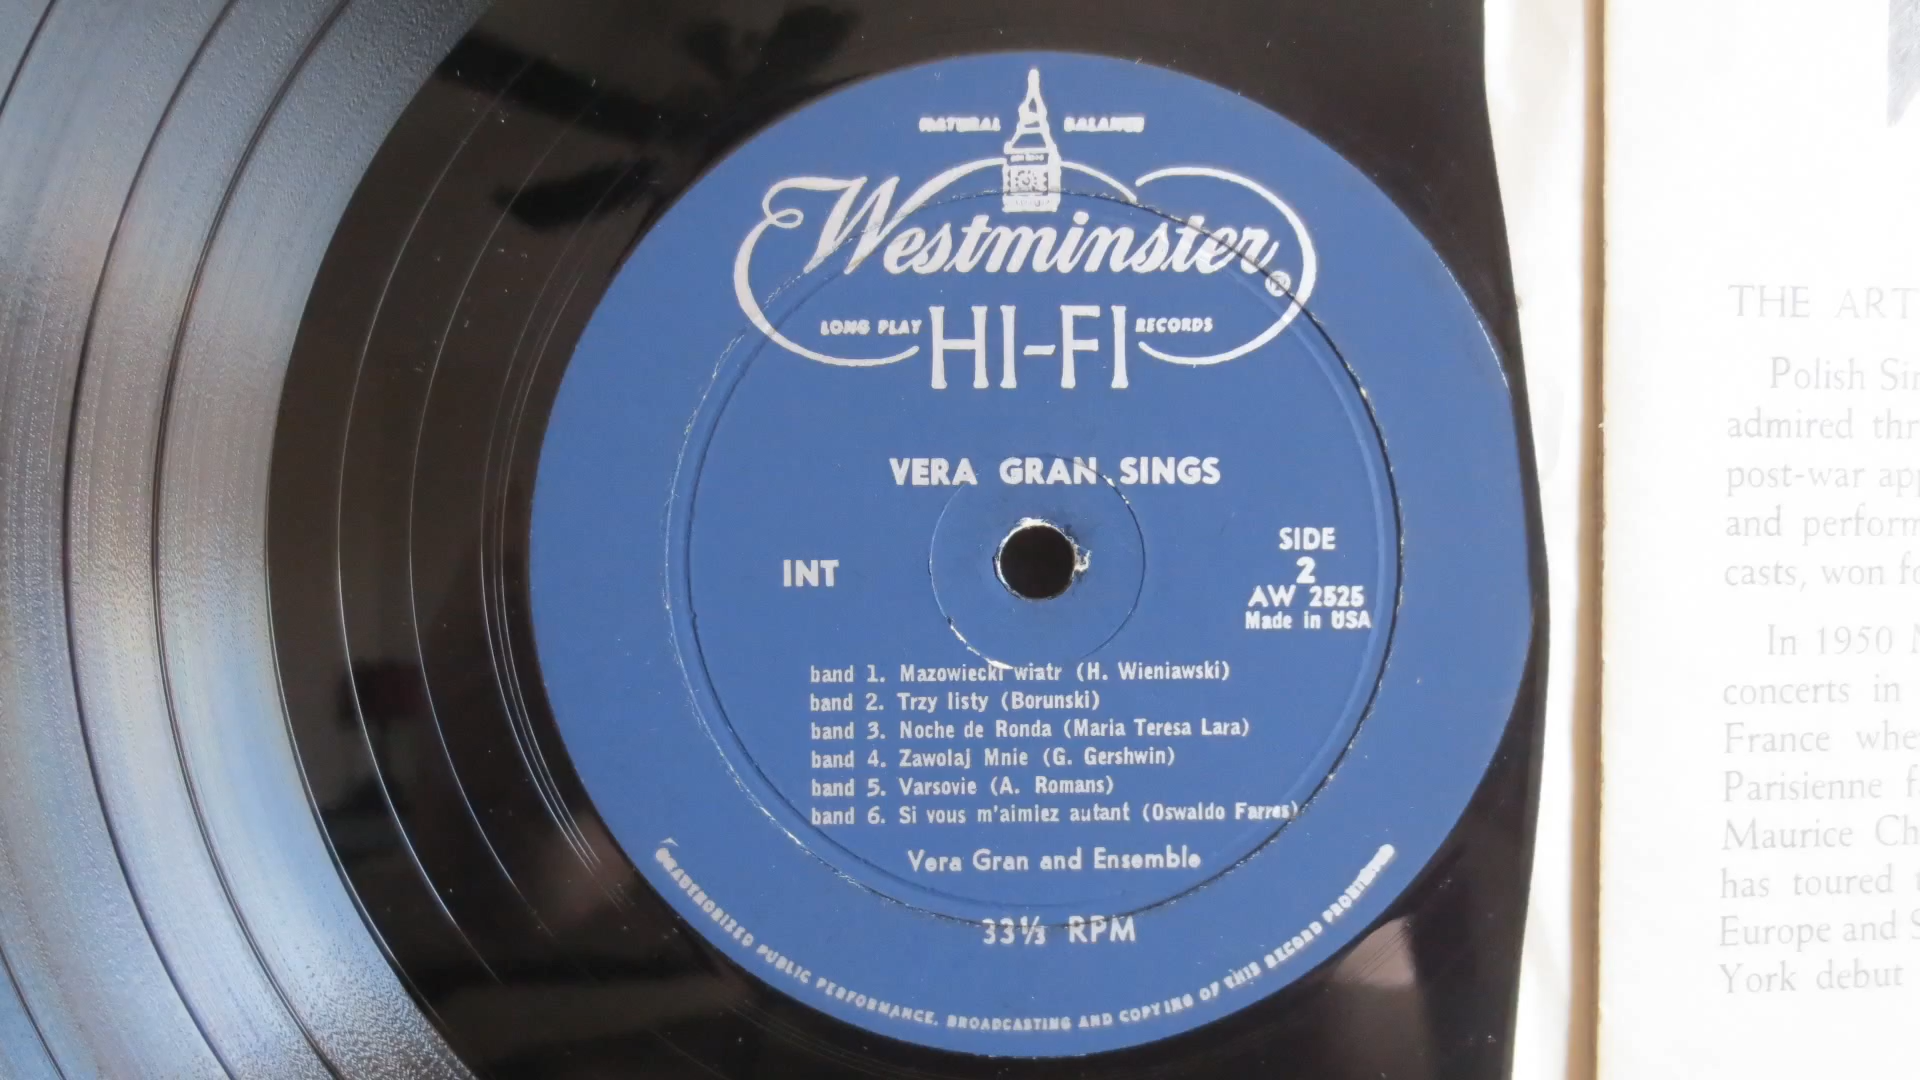 NATURAL BALANCE
Westminster
LONG PLAY HI-FI RECORDS
VERA GRAN SINGS
INT
SIDE
2
AW 2525
Made in USA
band 1. Mazowiecki wiatr (H. Wieniawski)
band 2. Trzy listy (Borunski)
band 3. Noche de Ronda (Maria Teresa Lara)
band 4. Zawolaj Mnie (G. Gershwin)
band 5. Varsovie (A. Romans)
band 6. Si vous m'aimiez autant (Oswaldo Farres)
Vera Gran and Ensemble
33⅓ RPM
UNAUTHORIZED PUBLIC PERFORMANCE, BROADCASTING AND COPYING OF THIS RECORD PROHIBITED
THE ART
Polish Sin
admired thr
post-war app
and perform
casts, won fo
In 1950 M
concerts in
France whe
Parisienne fa
Maurice Ch
has toured t
Europe and S
York debut